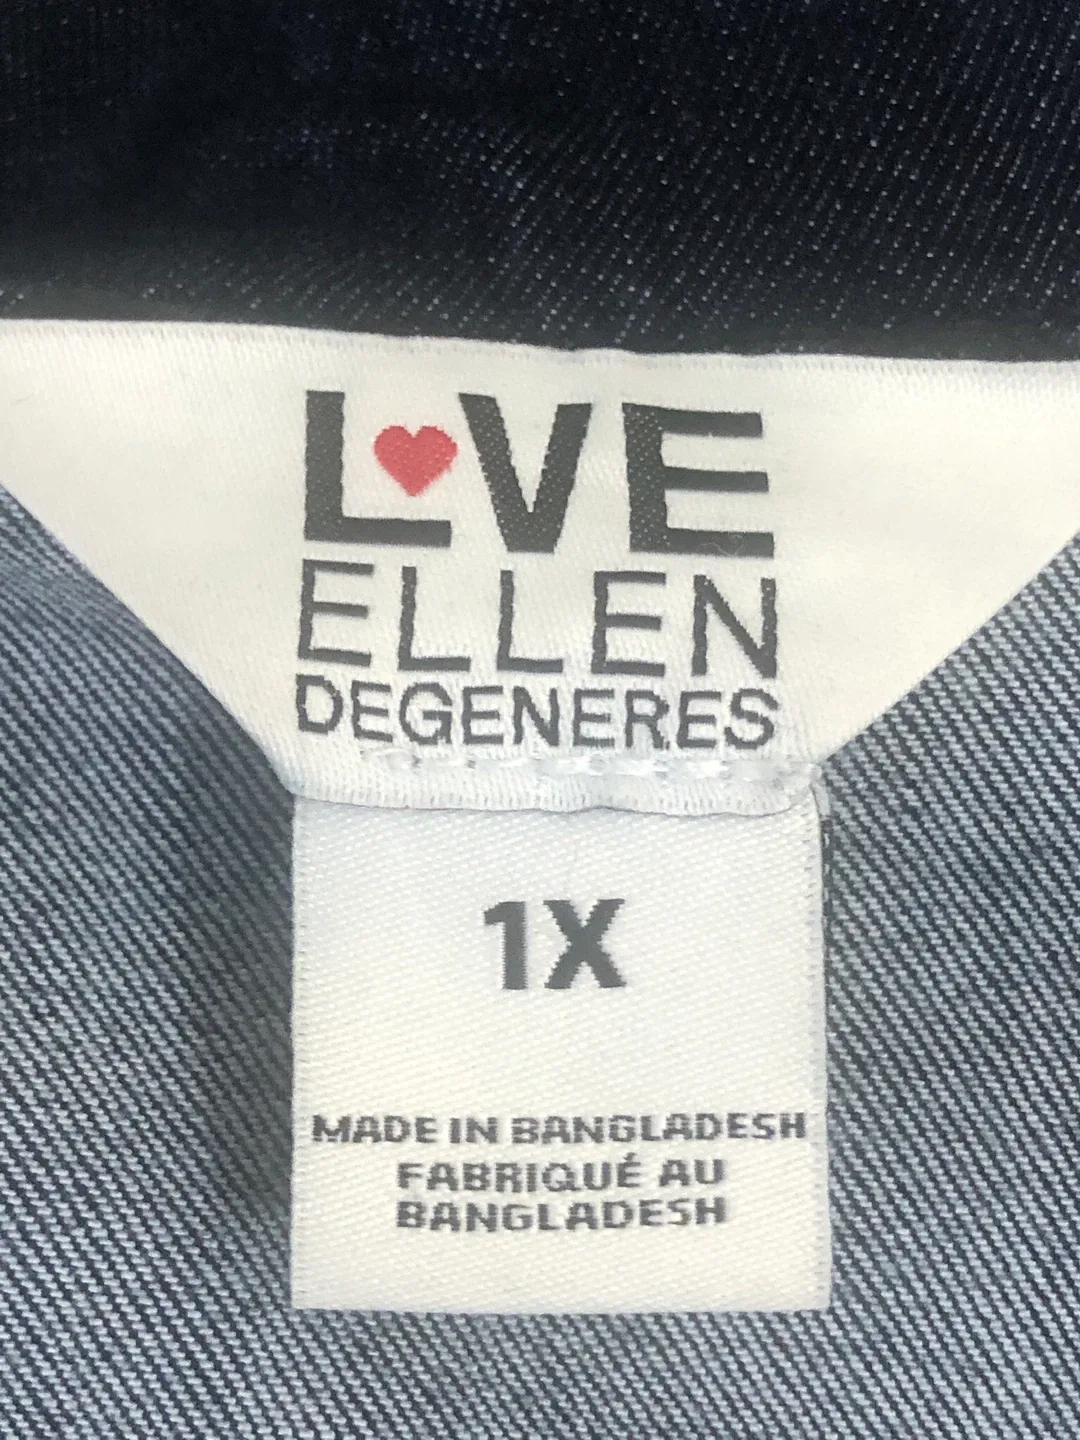 L♥VE
ELLEN
DEGENERES
1X
MADE IN BANGLADESH
FABRIQUÉ AU
BANGLADESH